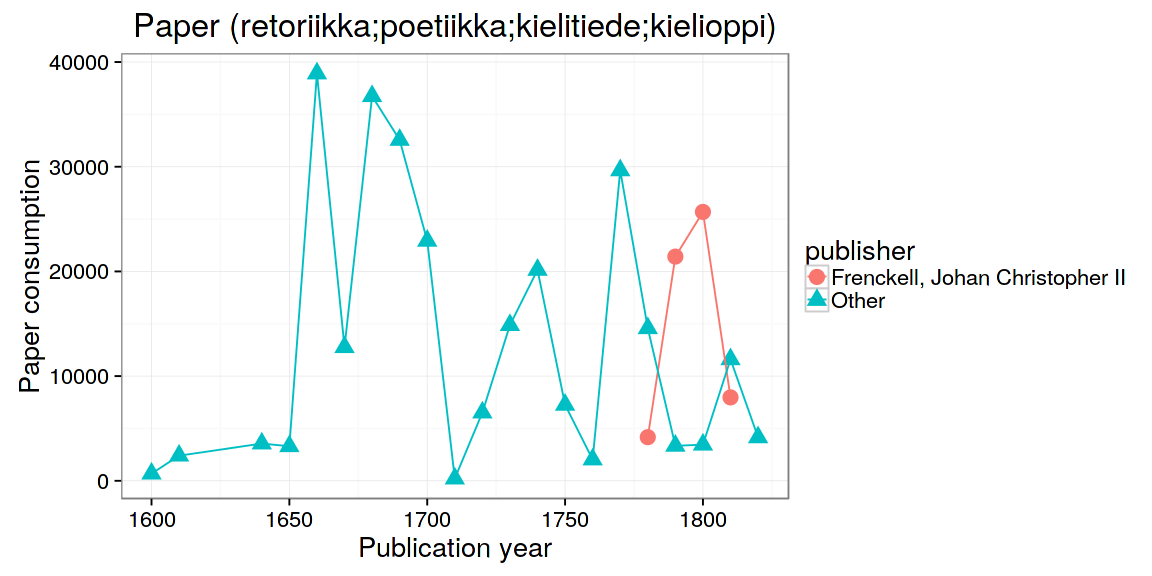 Paper (retoriikka;poetiikka;kielitiede;kielioppi)
40000
30000
20000
10000
0
Paper consumption
1600 1650 1700 1750 1800
Publication year
publisher
Frenckell, Johan Christopher II
Other